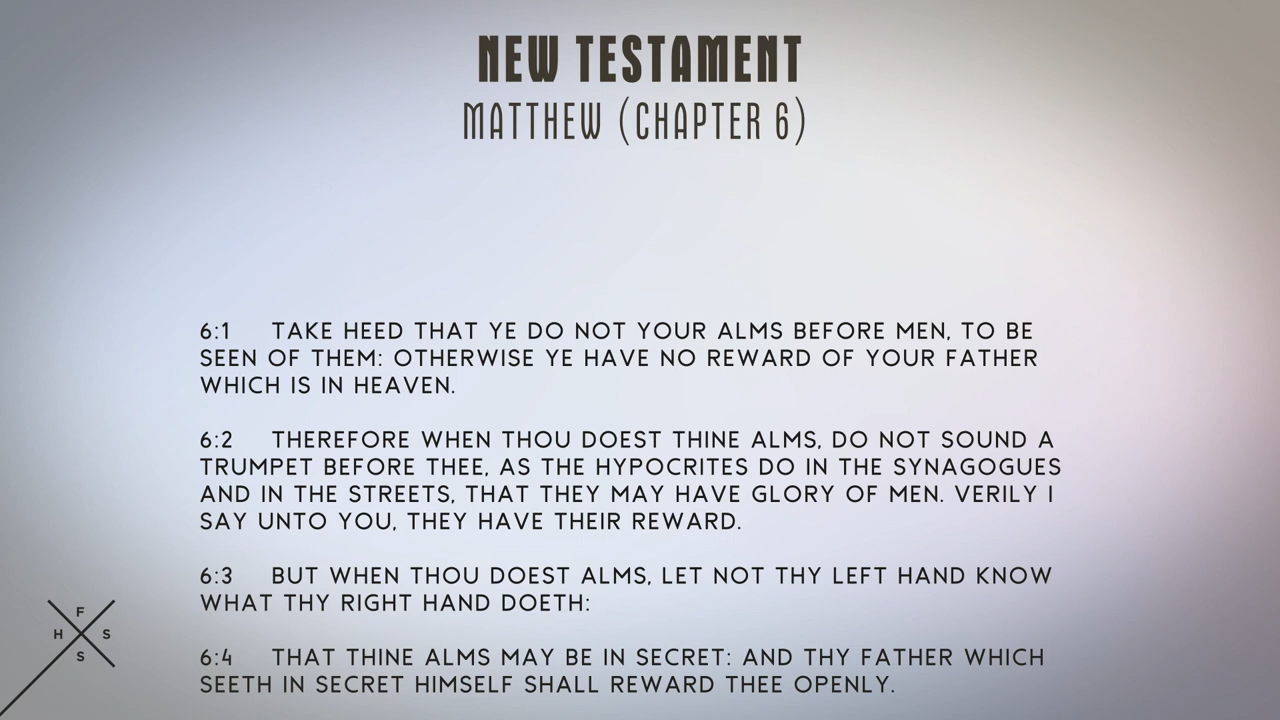 NEW TESTAMENT
MATTHEW (CHAPTER 6)
6:1 TAKE HEED THAT YE DO NOT YOUR ALMS BEFORE MEN, TO BE
SEEN OF THEM: OTHERWISE YE HAVE NO REWARD OF YOUR FATHER
WHICH IS IN HEAVEN.
6:2 THEREFORE WHEN THOU DOEST THINE ALMS, DO NOT SOUND A
TRUMPET BEFORE THEE, AS THE HYPOCRITES DO IN THE SYNAGOGUES
AND IN THE STREETS, THAT THEY MAY HAVE GLORY OF MEN. VERILY I
SAY UNTO YOU, THEY HAVE THEIR REWARD.
6:3 BUT WHEN THOU DOEST ALMS, LET NOT THY LEFT HAND KNOW
WHAT THY RIGHT HAND DOETH:
6:4 THAT THINE ALMS MAY BE IN SECRET: AND THY FATHER WHICH
SEETH IN SECRET HIMSELF SHALL REWARD THEE OPENLY.
F
H S
S